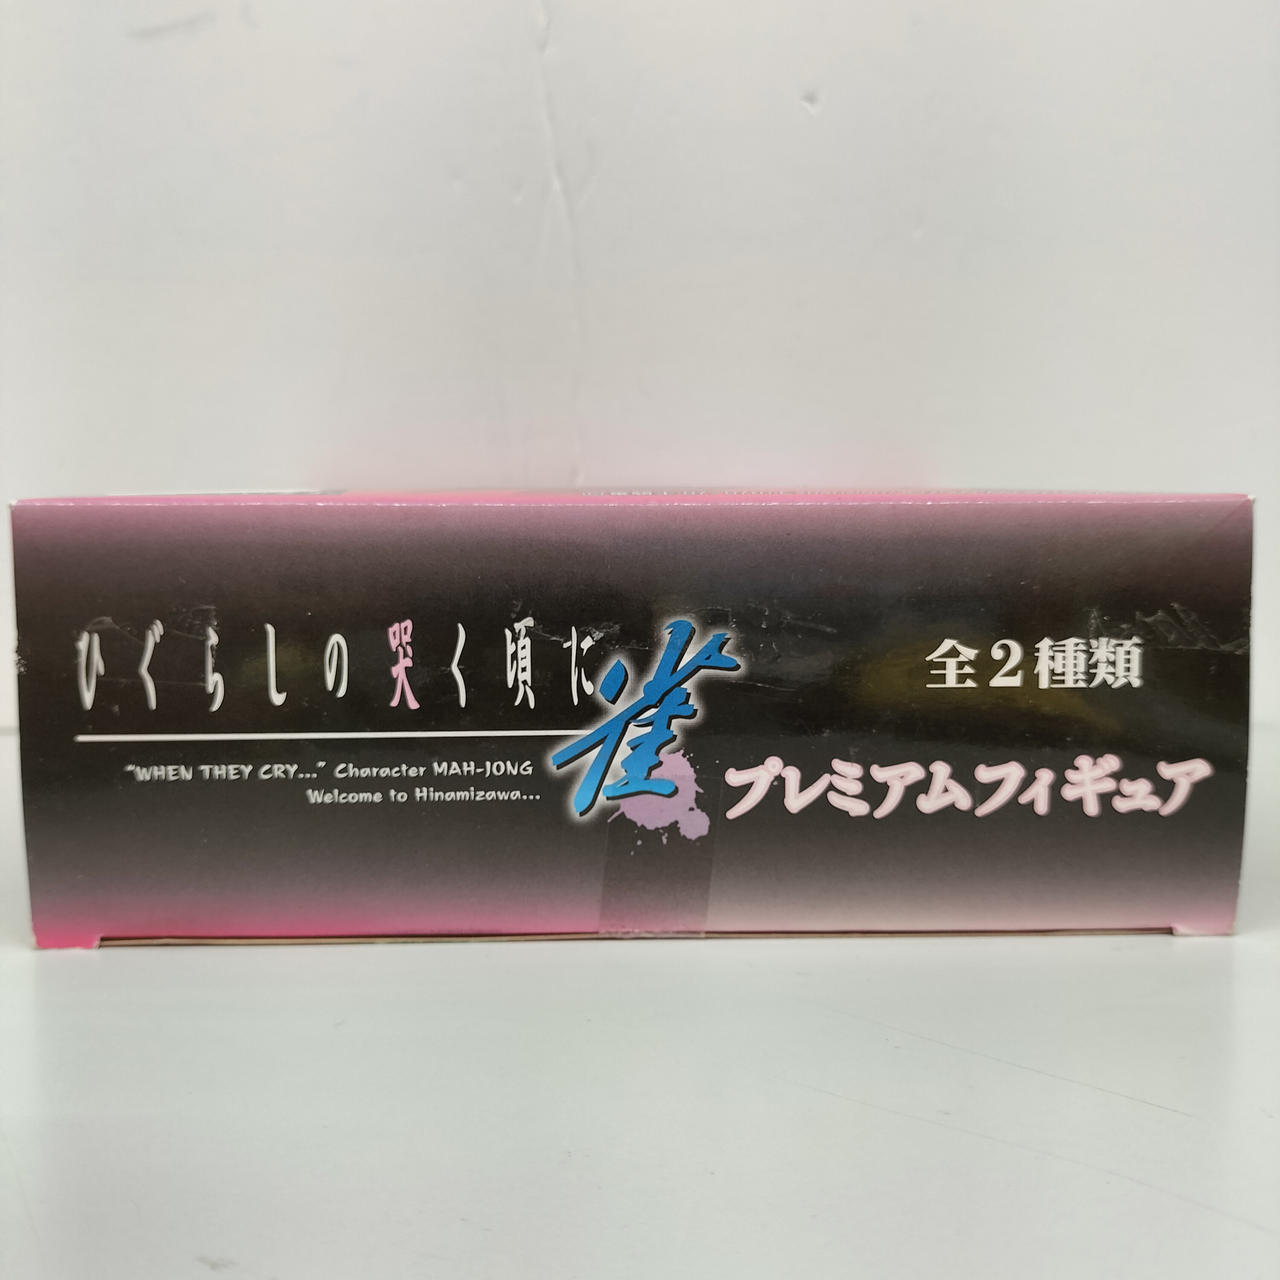 ひぐらしの哭く頃に雀
"WHEN THEY CRY..." Character MAH-JONG
Welcome to Hinamizawa...
全2種類
プレミアムフィギュア